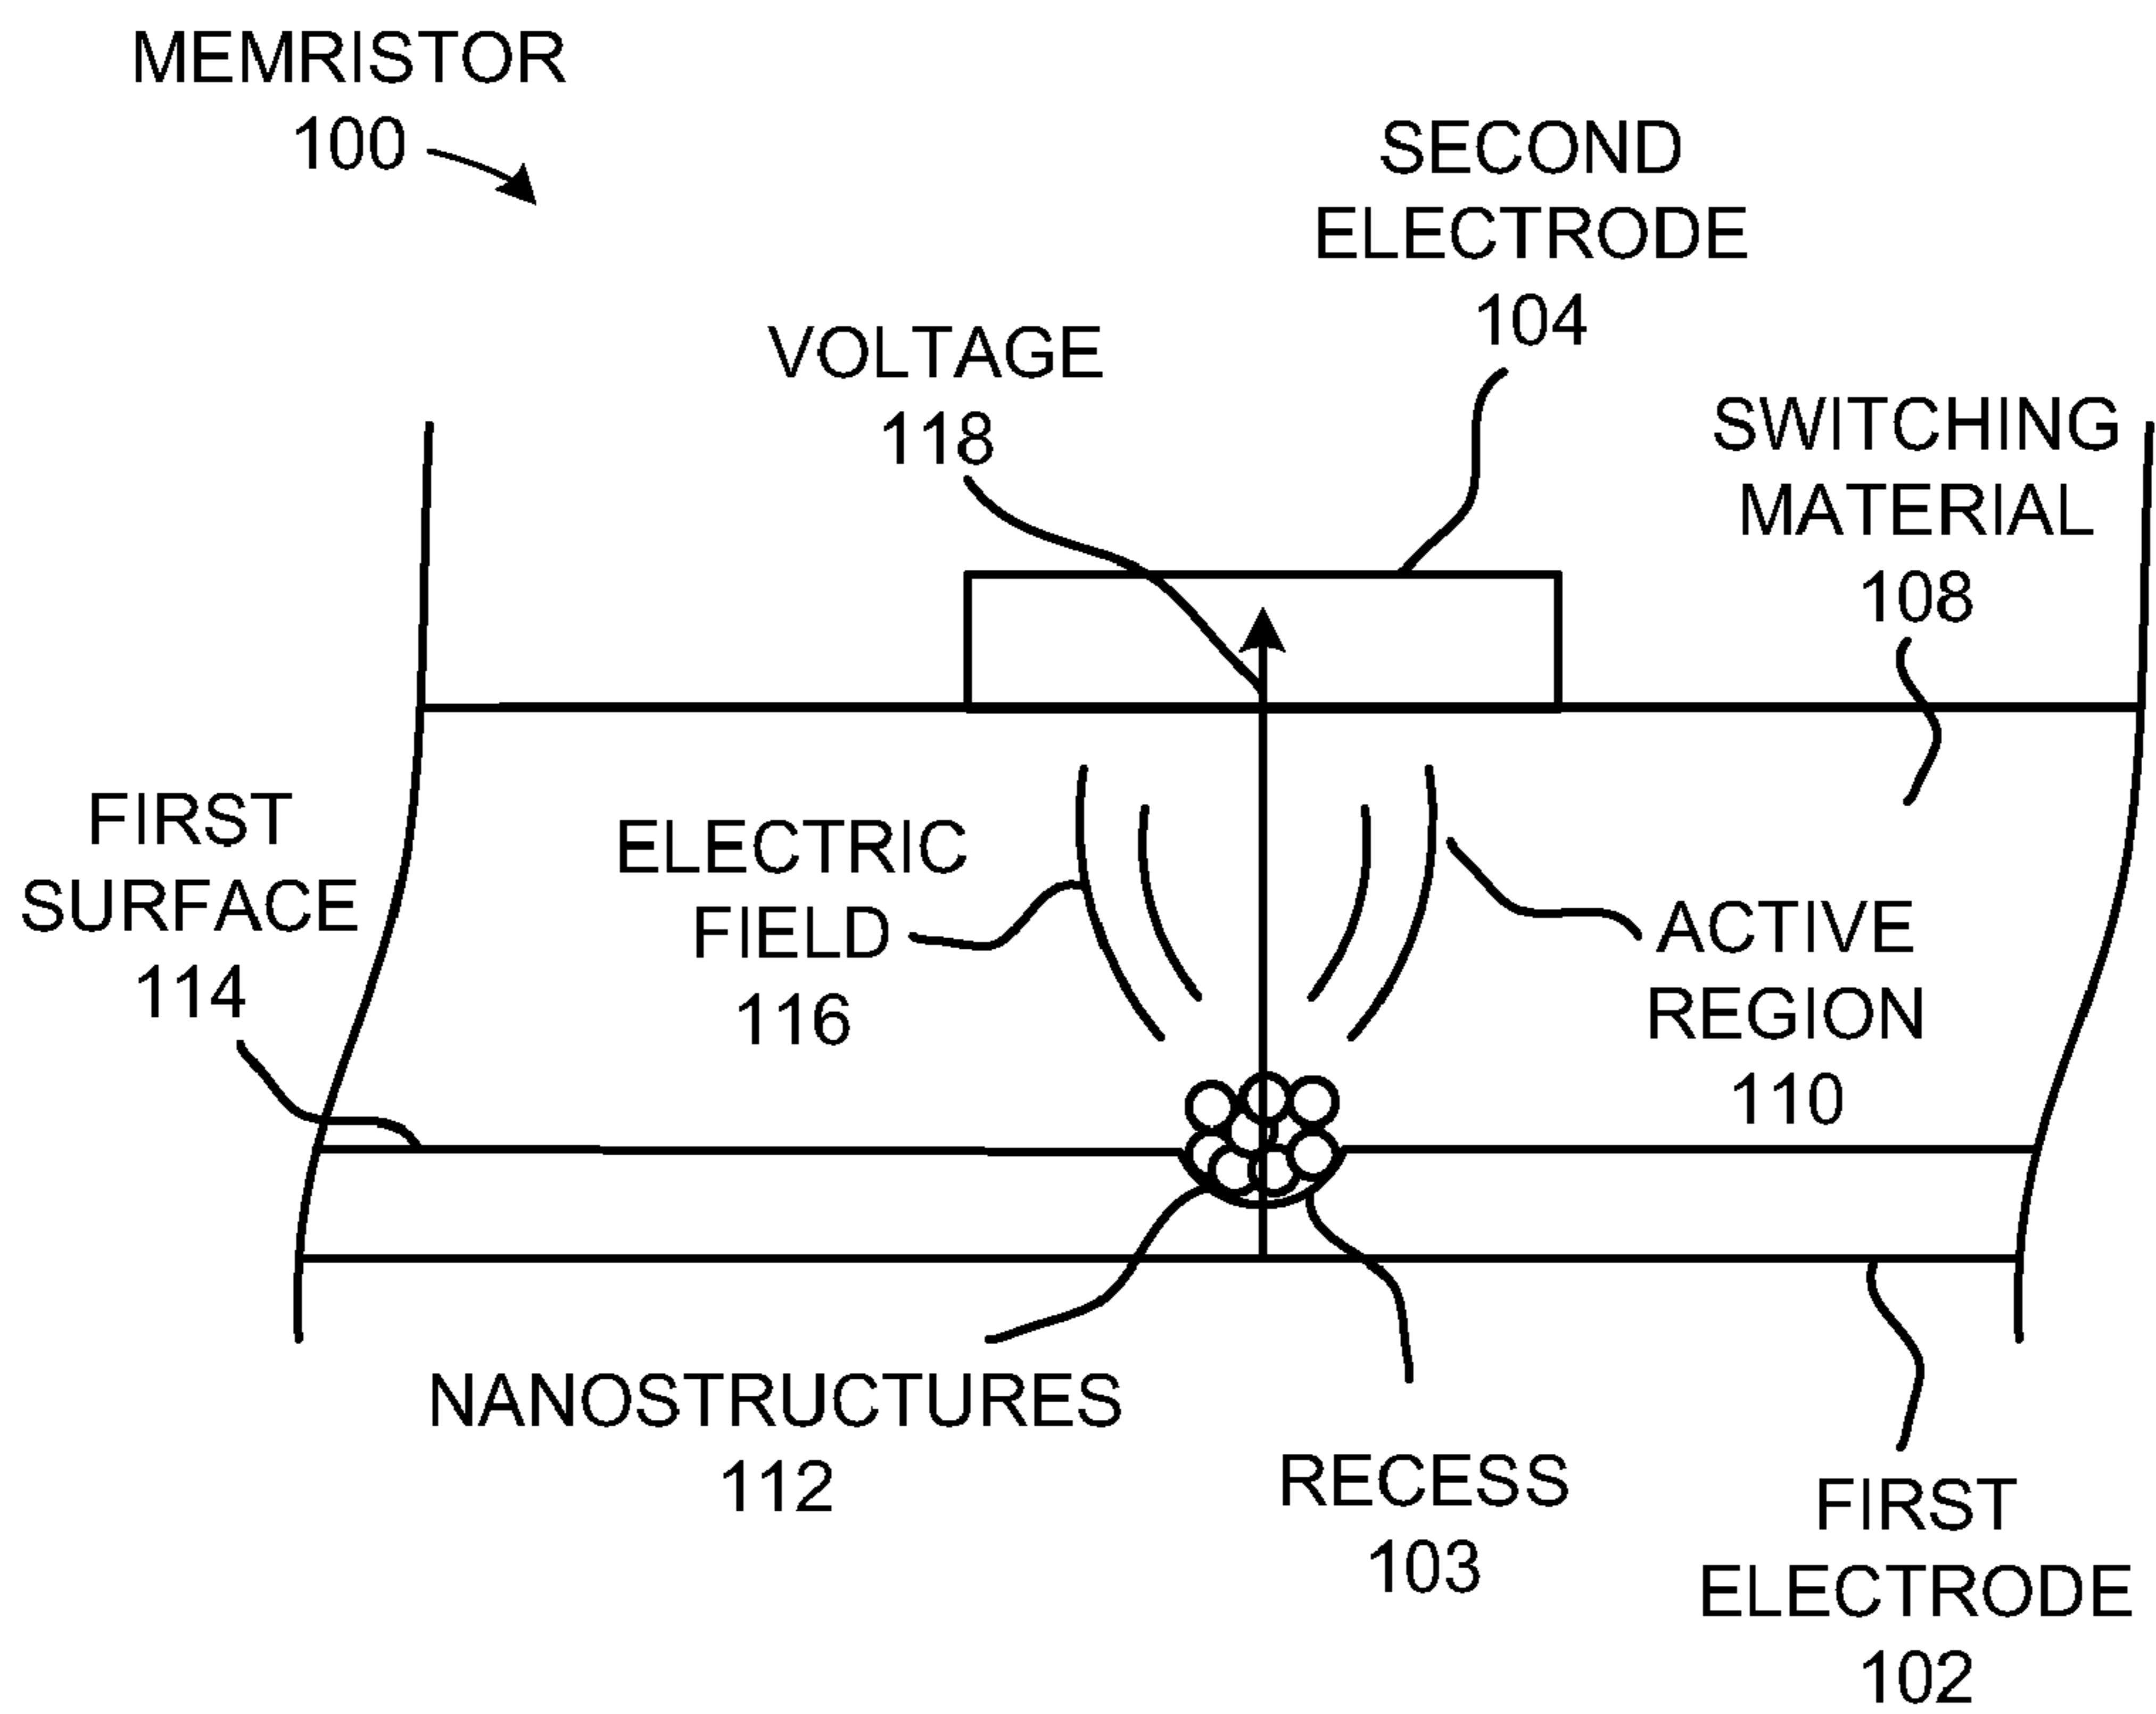 MEMRISTOR
100
SECOND
ELECTRODE
104
VOLTAGE
118
SWITCHING
MATERIAL
108
FIRST
SURFACE
114
ELECTRIC
FIELD
116
ACTIVE
REGION
110
NANOSTRUCTURES
112
RECESS
103
FIRST
ELECTRODE
102